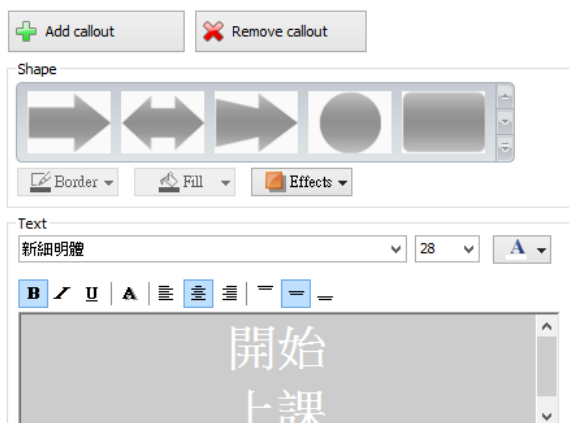 Add callout
Remove callout
Shape
Border
Fill
Effects
Text
新細明體
28
A
B I U A
開始
上課